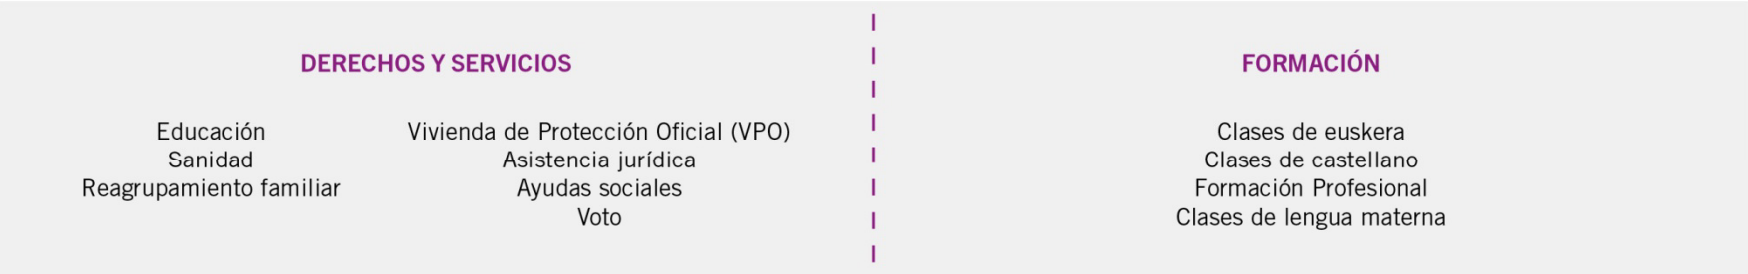 DERECHOS Y SERVICIOS
Educación
Sanidad
Reagrupamiento familiar
Vivienda de Protección Oficial (VPO)
Asistencia jurídica
Ayudas sociales
Voto
FORMACIÓN
Clases de euskera
Clases de castellano
Formación Profesional
Clases de lengua materna